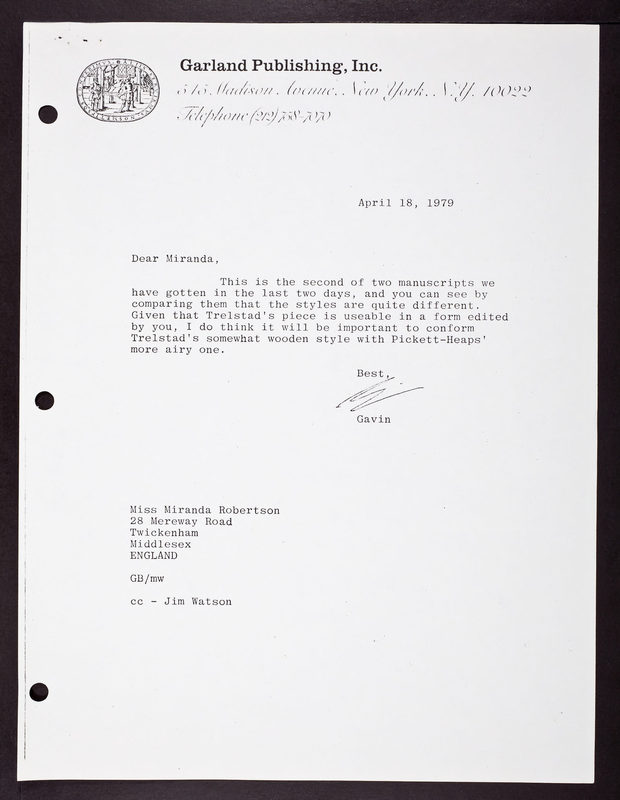 Garland Publishing, Inc.
545 Madison Avenue, New York, N.Y. 10022
Telephone (212) 758-7070
April 18, 1979
Dear Miranda,
This is the second of two manuscripts we
have gotten in the last two days, and you can see by
comparing them that the styles are quite different.
Given that Trelstad's piece is useable in a form edited
by you, I do think it will be important to conform
Trelstad's somewhat wooden style with Pickett-Heaps'
more airy one.
Best,
Gavin
Miss Miranda Robertson
28 Mereway Road
Twickenham
Middlesex
ENGLAND
GB/mw
cc - Jim Watson